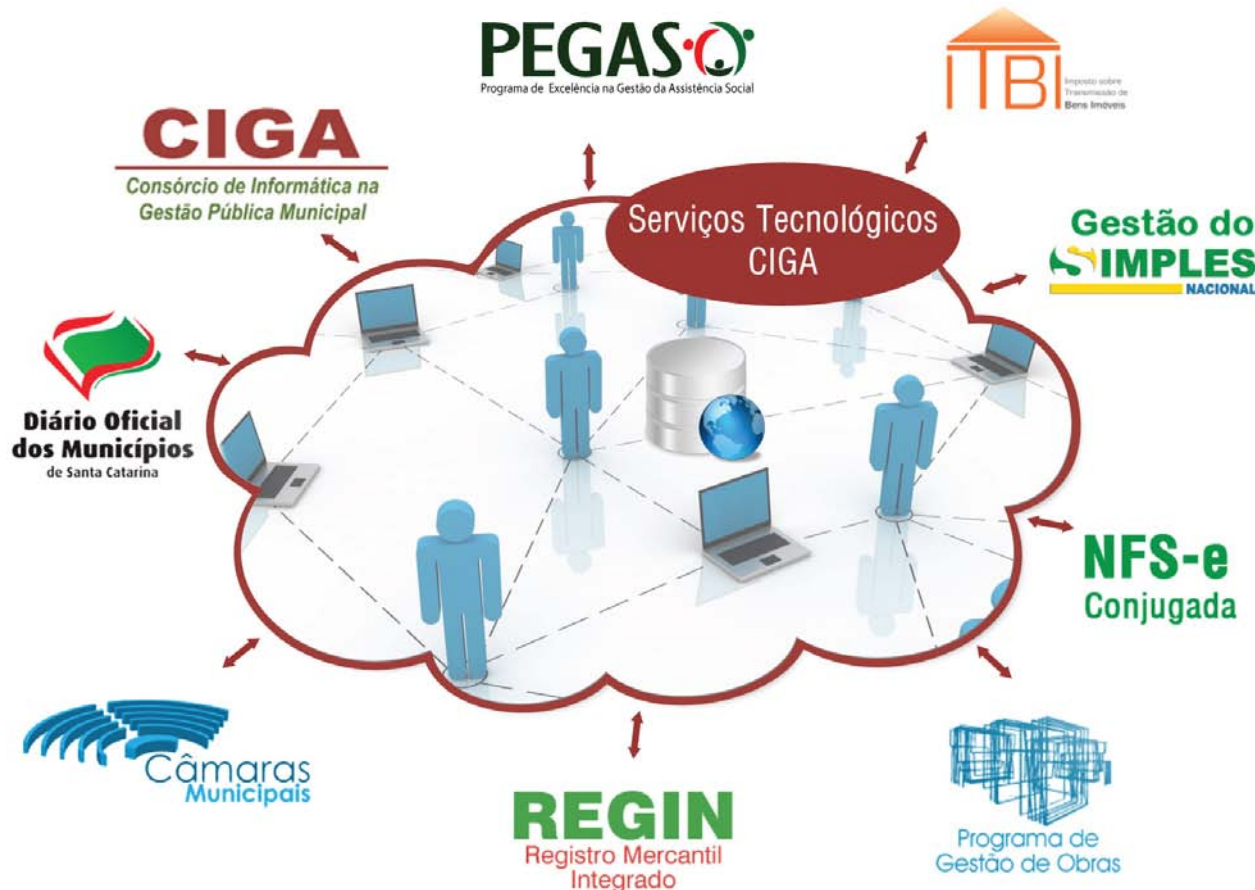 PEGASO
Programa de Excelência na Gestão da Assistência Social
ITBI
Imposto sobre
Transmissão de
Bens Imóveis
CIGA
Consórcio de Informática na
Gestão Pública Municipal
Serviços Tecnológicos
CIGA
Gestão do
SIMPLES
NACIONAL
Diário Oficial
dos Municípios
de Santa Catarina
NFS-e
Conjugada
Câmaras
Municipais
REGIN
Registro Mercantil
Integrado
Programa de
Gestão de Obras